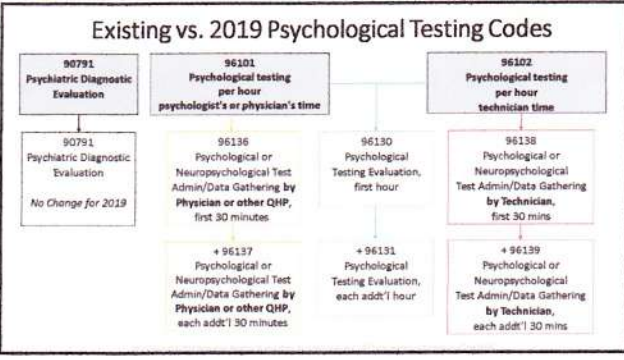 Existing vs. 2019 Psychological Testing Codes
90791
Psychiatric Diagnostic
Evaluation
96101
Psychological testing
per hour
psychologist's or physician's time
96102
Psychological testing
per hour
technician time
90791
Psychiatric Diagnostic
Evaluation
No Change for 2019
96136
Psychological or
Neuropsychological Test
Admin/Data Gathering by
Physician or other QHP,
first 30 minutes
96130
Psychological
Testing Evaluation,
first hour
96138
Psychological or
Neuropsychological
Test Admin/Data Gathering
by Technician,
first 30 mins
+ 96137
Psychological or
Neuropsychological Test
Admin/Data Gathering by
Physician or other QHP,
each addt'l 30 minutes
+ 96131
Psychological
Testing Evaluation,
each addt'l hour
+ 96139
Psychological or
Neuropsychological
Test Admin/Data Gathering
by Technician,
each addt'l 30 mins